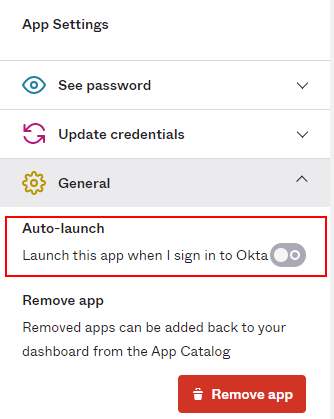 App Settings
See password
Update credentials
General
Auto-launch
Launch this app when I sign in to Okta
Remove app
Removed apps can be added back to your
dashboard from the App Catalog
Remove app